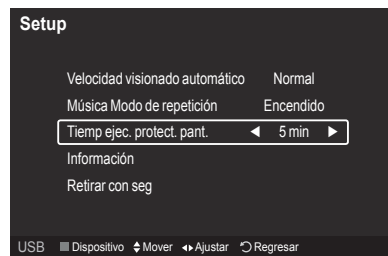 Setup
Velocidad visionado automático Normal
Música Modo de repetición Encendido
Tiemp ejec. protect. pant. ◀ 5 min ▶
Información
Retirar con seg
USB Dispositivo Mover Ajustar Regresar